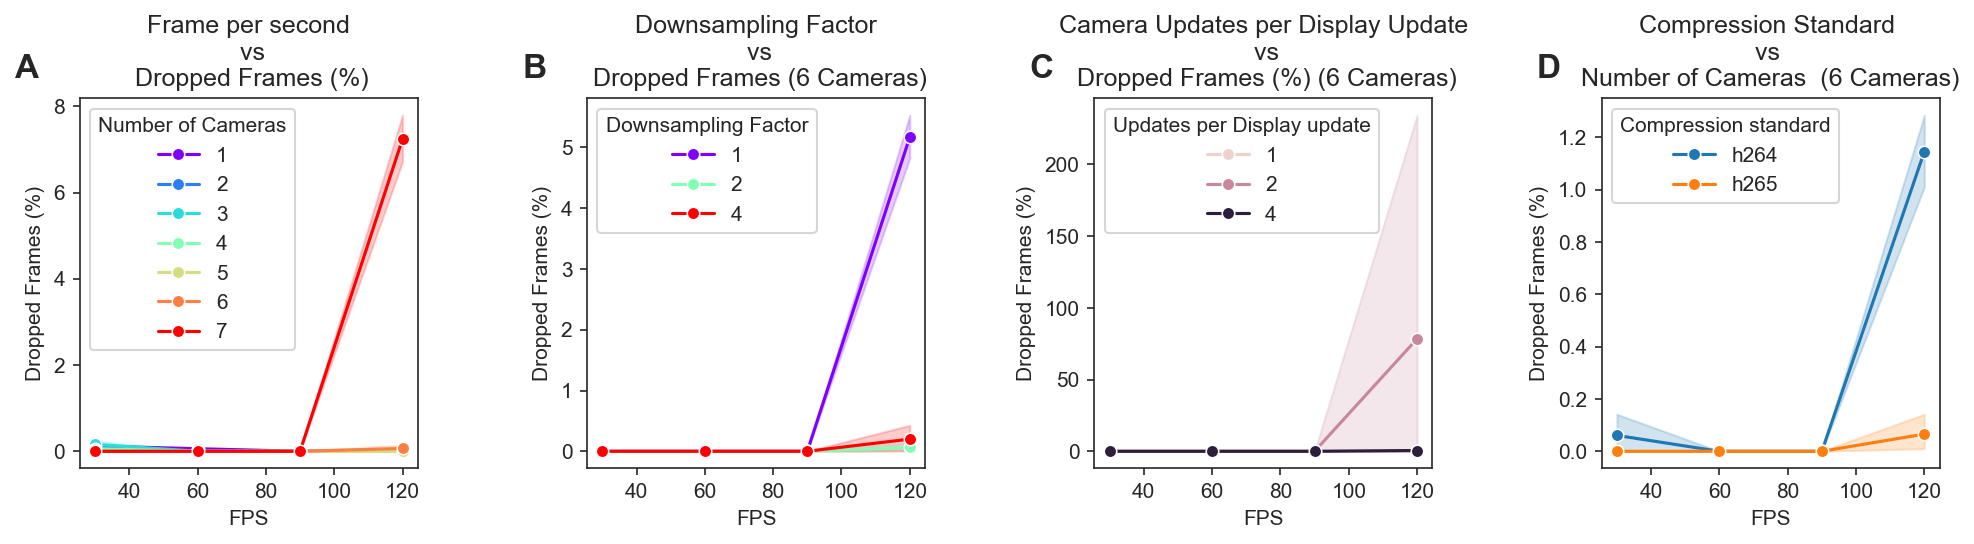 A
Frame per second
vs
Dropped Frames (%)
Number of Cameras
1
2
3
4
5
6
7
8
6
4
2
0
Dropped Frames (%)
40 60 80 100 120
FPS
B
Downsampling Factor
vs
Dropped Frames (6 Cameras)
Downsampling Factor
1
2
4
5
4
3
2
1
0
Dropped Frames (%)
40 60 80 100 120
FPS
C
Camera Updates per Display Update
vs
Dropped Frames (%) (6 Cameras)
Updates per Display update
1
2
4
200
150
100
50
0
Dropped Frames (%)
40 60 80 100 120
FPS
D
Compression Standard
vs
Number of Cameras  (6 Cameras)
Compression standard
h264
h265
1.2
1.0
0.8
0.6
0.4
0.2
0.0
Dropped Frames (%)
40 60 80 100 120
FPS